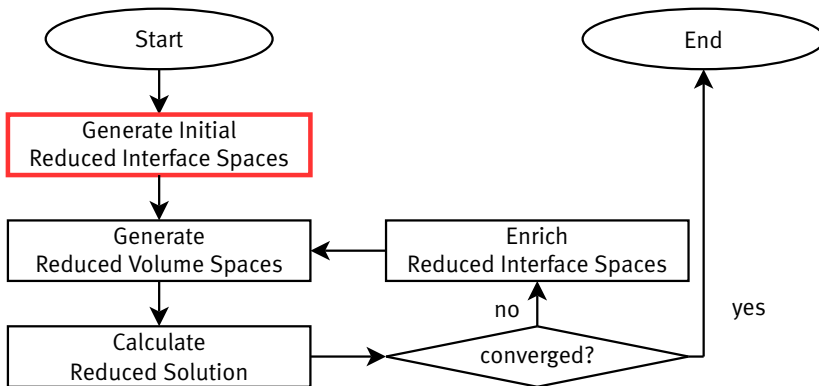 Start
End
Generate Initial
Reduced Interface Spaces
Generate
Reduced Volume Spaces
Enrich
Reduced Interface Spaces
no
yes
Calculate
Reduced Solution
converged?